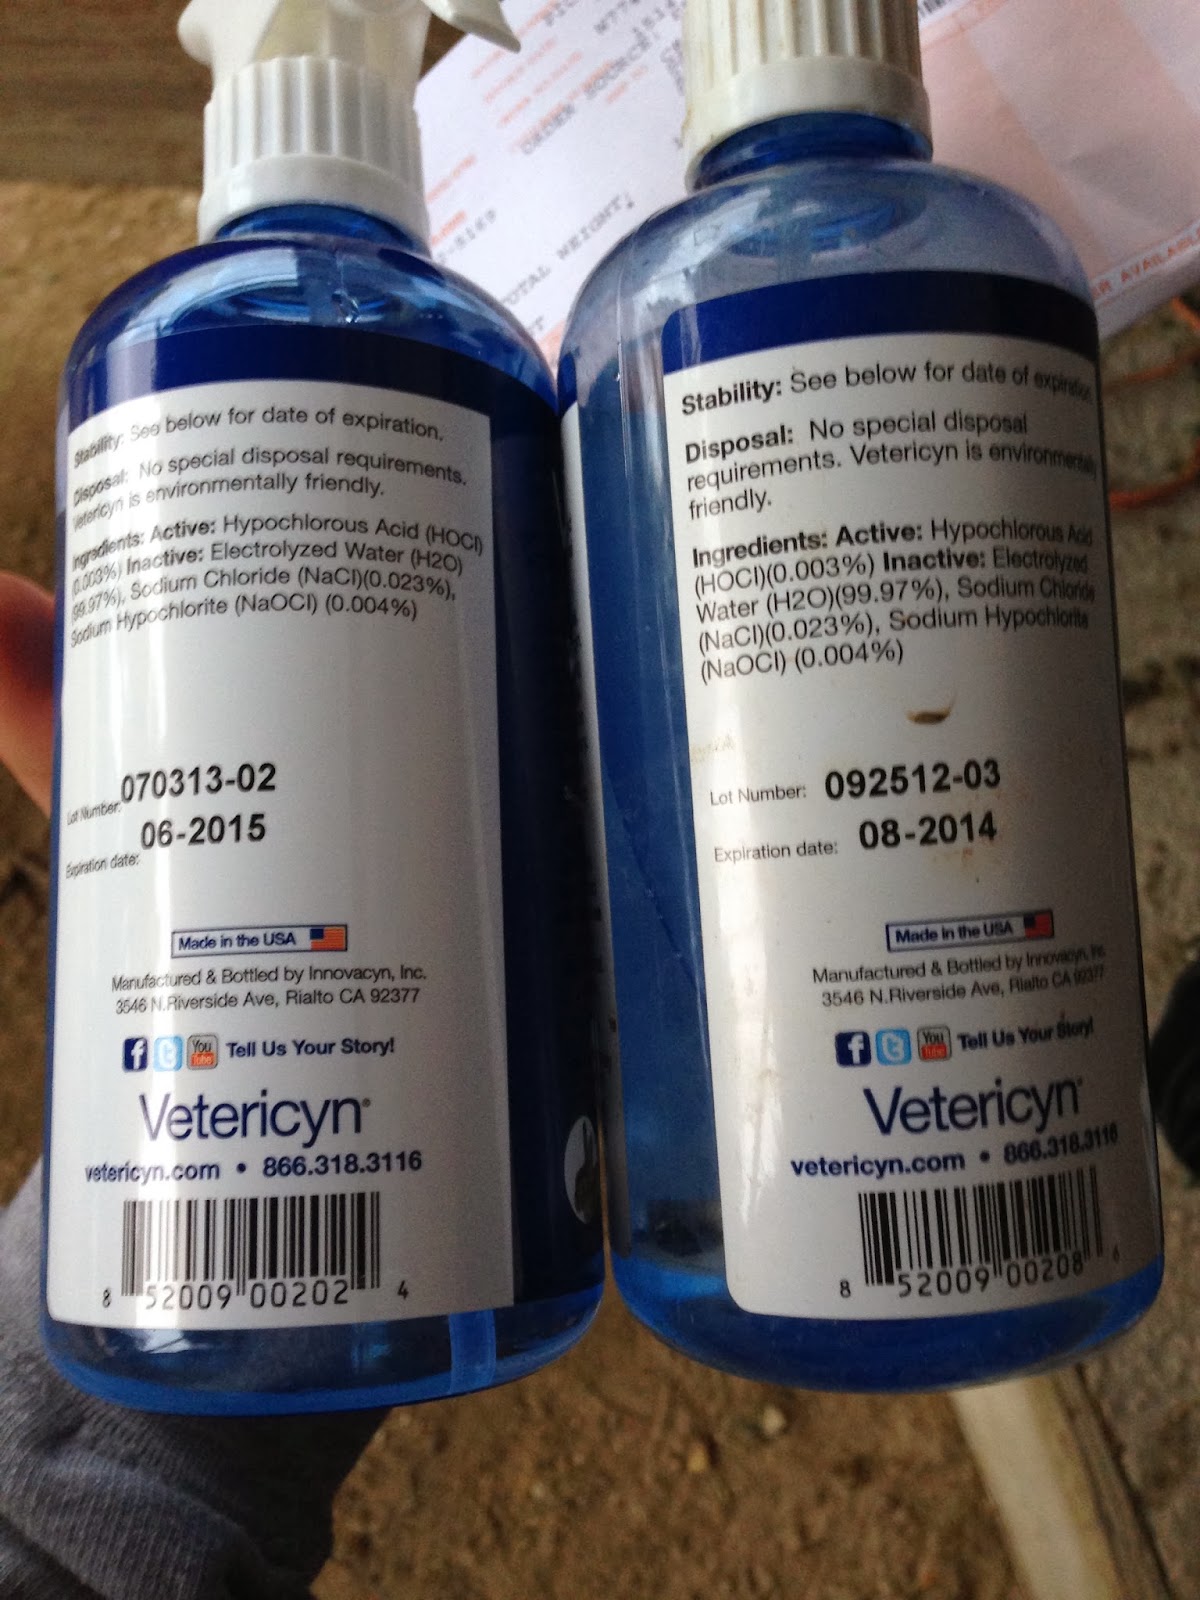 ORDER SOURCE:
TOTAL WEIGHT:
Stability: See below for date of expiration.
Disposal: No special disposal requirements.
Vetericyn is environmentally friendly.
Ingredients: Active: Hypochlorous Acid (HOCl)
(0.003%) Inactive: Electrolyzed Water (H2O)
(99.97%), Sodium Chloride (NaCl)(0.023%),
Sodium Hypochlorite (NaOCl) (0.004%)
Lot Number: 070313-02
Expiration date: 06-2015
Made in the USA
Manufactured & Bottled by Innovacyn, Inc.
3546 N.Riverside Ave, Rialto CA 92377
f t You Tube Tell Us Your Story!
Vetericyn®
vetericyn.com • 866.318.3116
8 52009 00202 4
Stability: See below for date of expiration.
Disposal: No special disposal
requirements. Vetericyn is environmentally
friendly.
Ingredients: Active: Hypochlorous Acid
(HOCl)(0.003%) Inactive: Electrolyzed
Water (H2O)(99.97%), Sodium Chloride
(NaCl)(0.023%), Sodium Hypochlorite
(NaOCl) (0.004%)
Lot Number: 092512-03
Expiration date: 08-2014
Made in the USA
Manufactured & Bottled by Innovacyn, Inc.
3546 N.Riverside Ave, Rialto CA 92377
f t You Tube Tell Us Your Story!
Vetericyn®
vetericyn.com • 866.318.3116
8 52009 00208 6